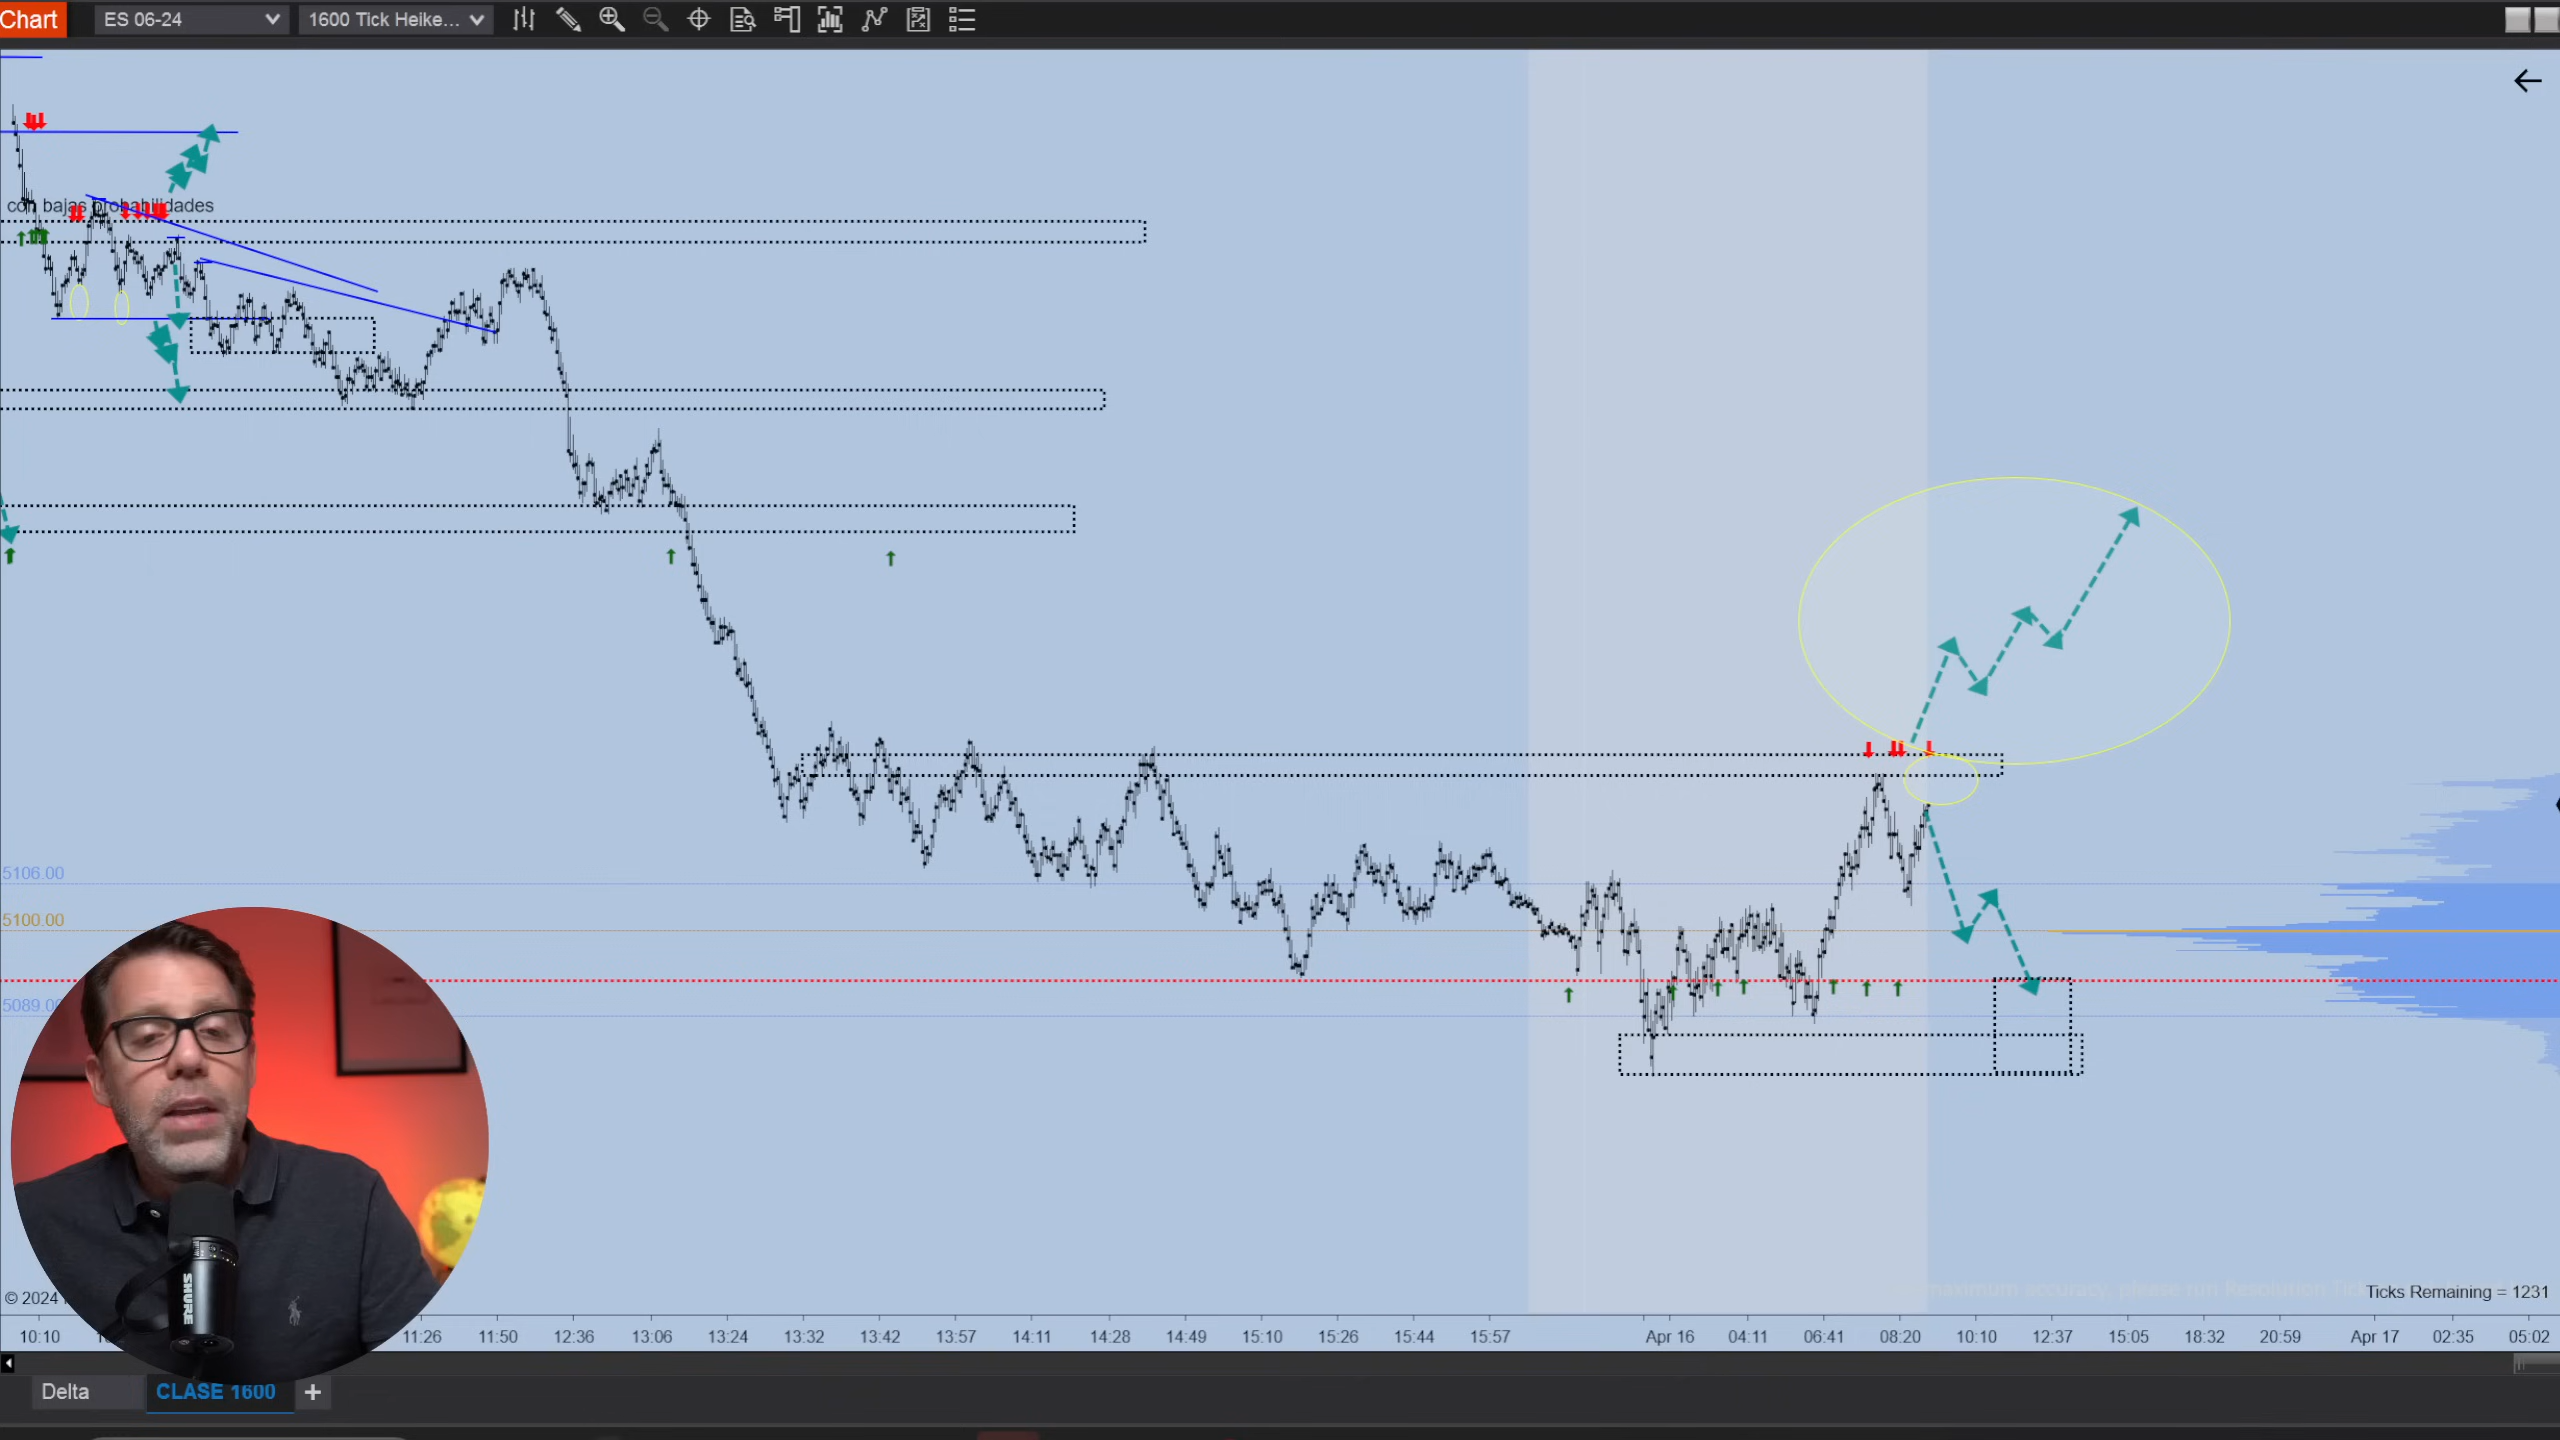 Chart ES 06-24 1600 Tick Heike...
con bajas probabilidades
5106.00
5100.00
5089.0
SHURE
© 2024
Ticks Remaining = 1231
10:10 11:26 11:50 12:36 13:06 13:24 13:32 13:42 13:57 14:11 14:28 14:49 15:10 15:26 15:44 15:57 Apr 16 04:11 06:41 08:20 10:10 12:37 15:05 18:32 20:59 Apr 17 02:35 05:02
Delta CLASE 1600 +